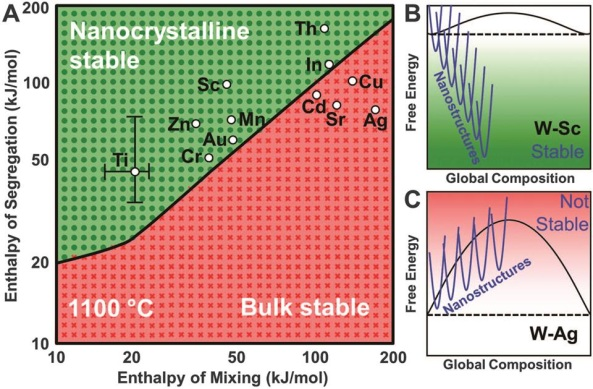 A
Enthalpy of Segregation (kJ/mol)
200
100
50
20
10
Nanocrystalline
stable
Th
In
Sc
Cu
Cd
Zn
Mn
Sr
Ag
Au
Cr
Ti
1100 °C
Bulk stable
10
20
50
100
200
Enthalpy of Mixing (kJ/mol)
B
Free Energy
Nanostructures
W-Sc
Stable
Global Composition
C
Free Energy
Not
Stable
Nanostructures
W-Ag
Global Composition